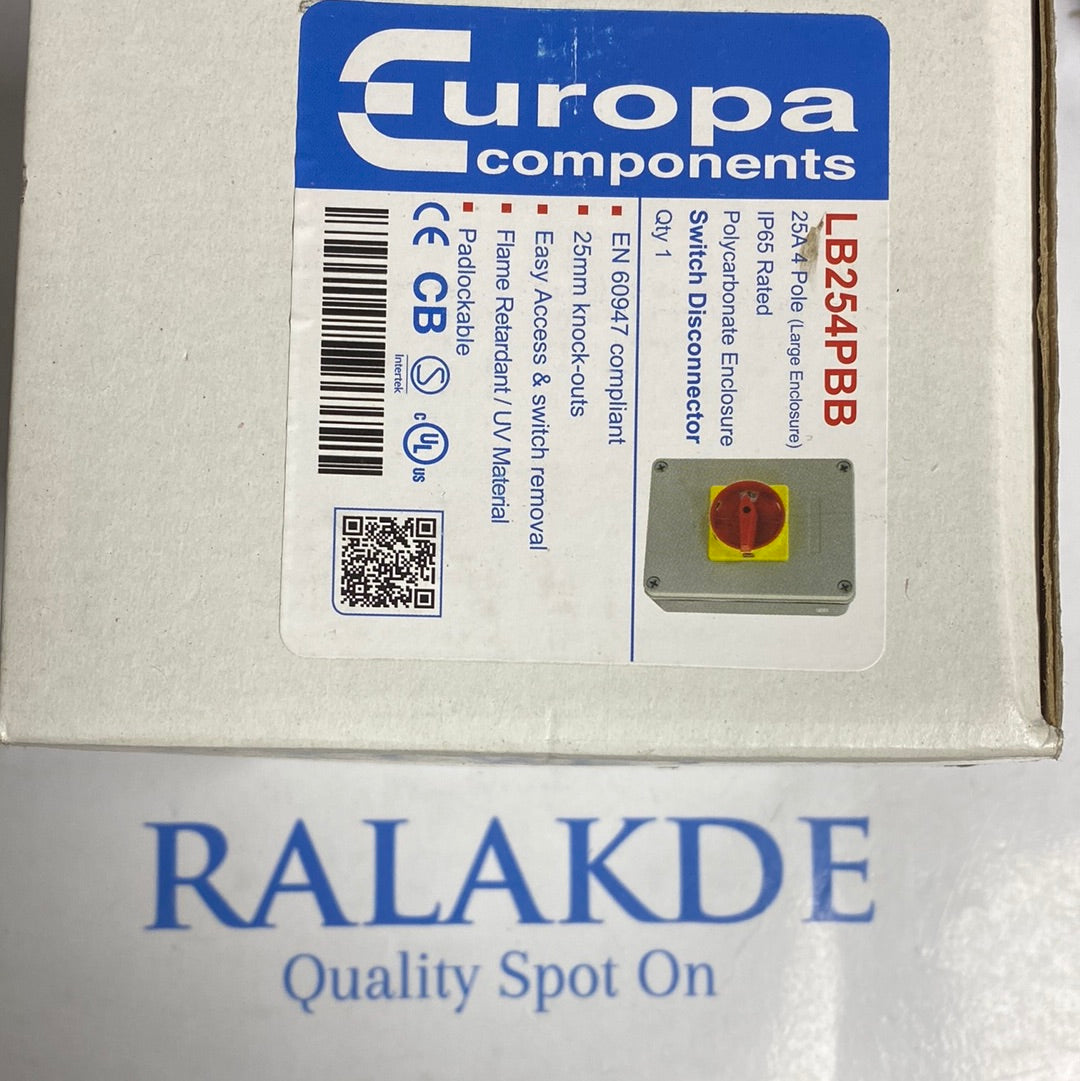 Europa
components
LB254PBB
25A 4 Pole (Large Enclosure)
IP65 Rated
Polycarbonate Enclosure
Switch Disconnector
Qty 1
EN 60947 compliant
25mm knock-outs
Easy Access & switch removal
Flame Retardant / UV Material
Padlockable
CE CB S Intertek c UL us
RALAKDE
Quality Spot On